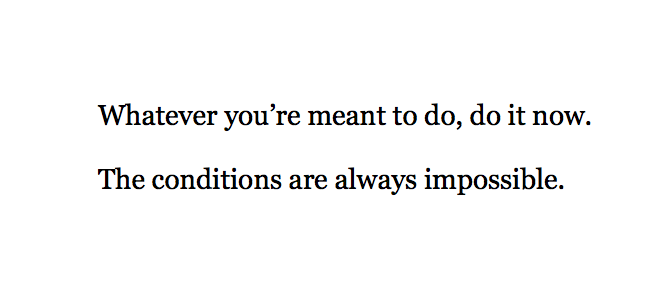 Whatever you’re meant to do, do it now.
The conditions are always impossible.